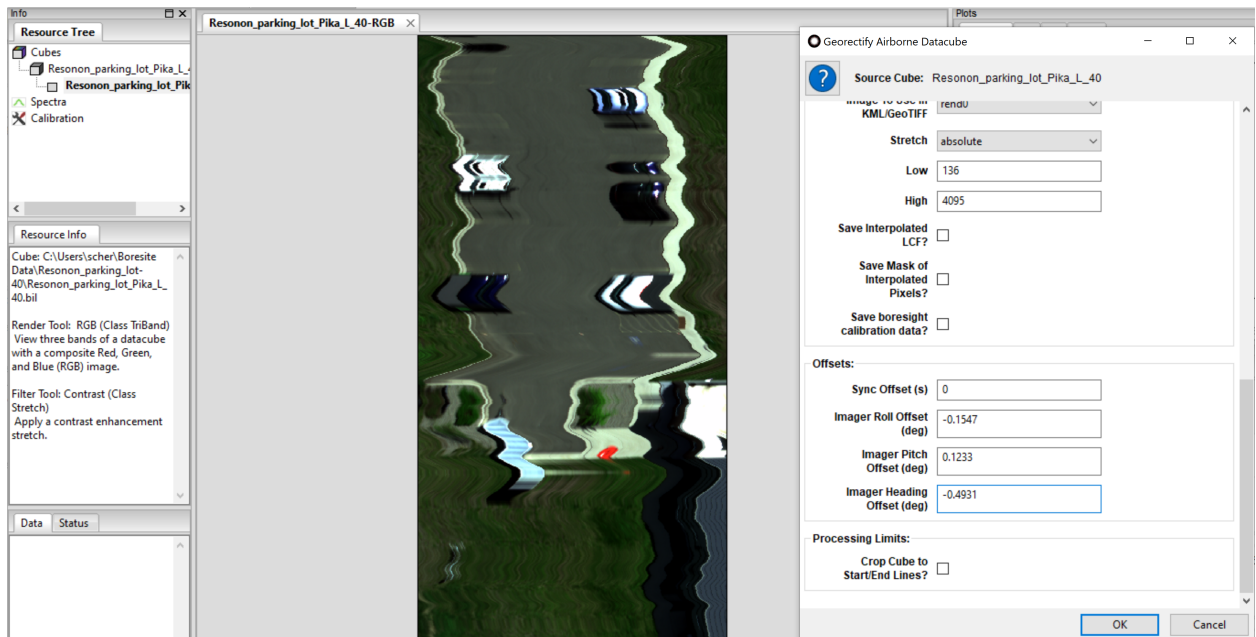 Info
Resource Tree
Cubes
Resonon_parking_lot_Pika_L_
Resonon_parking_lot_Pik
Spectra
Calibration
Resource Info
Cube: C:\Users\scher\Boresite
Data\Resonon_parking_lot-
40\Resonon_parking_lot_Pika_L_
40.bil
Render Tool: RGB (Class TriBand)
View three bands of a datacube
with a composite Red, Green,
and Blue (RGB) image.
Filter Tool: Contrast (Class
Stretch)
Apply a contrast enhancement
stretch.
Data Status
Resonon_parking_lot_Pika_L_40-RGB
Plots
Georectify Airborne Datacube
Source Cube: Resonon_parking_lot_Pika_L_40
Image To Use in
KML/GeoTIFF rend0
Stretch absolute
Low 136
High 4095
Save Interpolated
LCF?
Save Mask of
Interpolated
Pixels?
Save boresight
calibration data?
Offsets:
Sync Offset (s) 0
Imager Roll Offset
(deg) -0.1547
Imager Pitch
Offset (deg) 0.1233
Imager Heading
Offset (deg) -0.4931
Processing Limits:
Crop Cube to
Start/End Lines?
OK Cancel